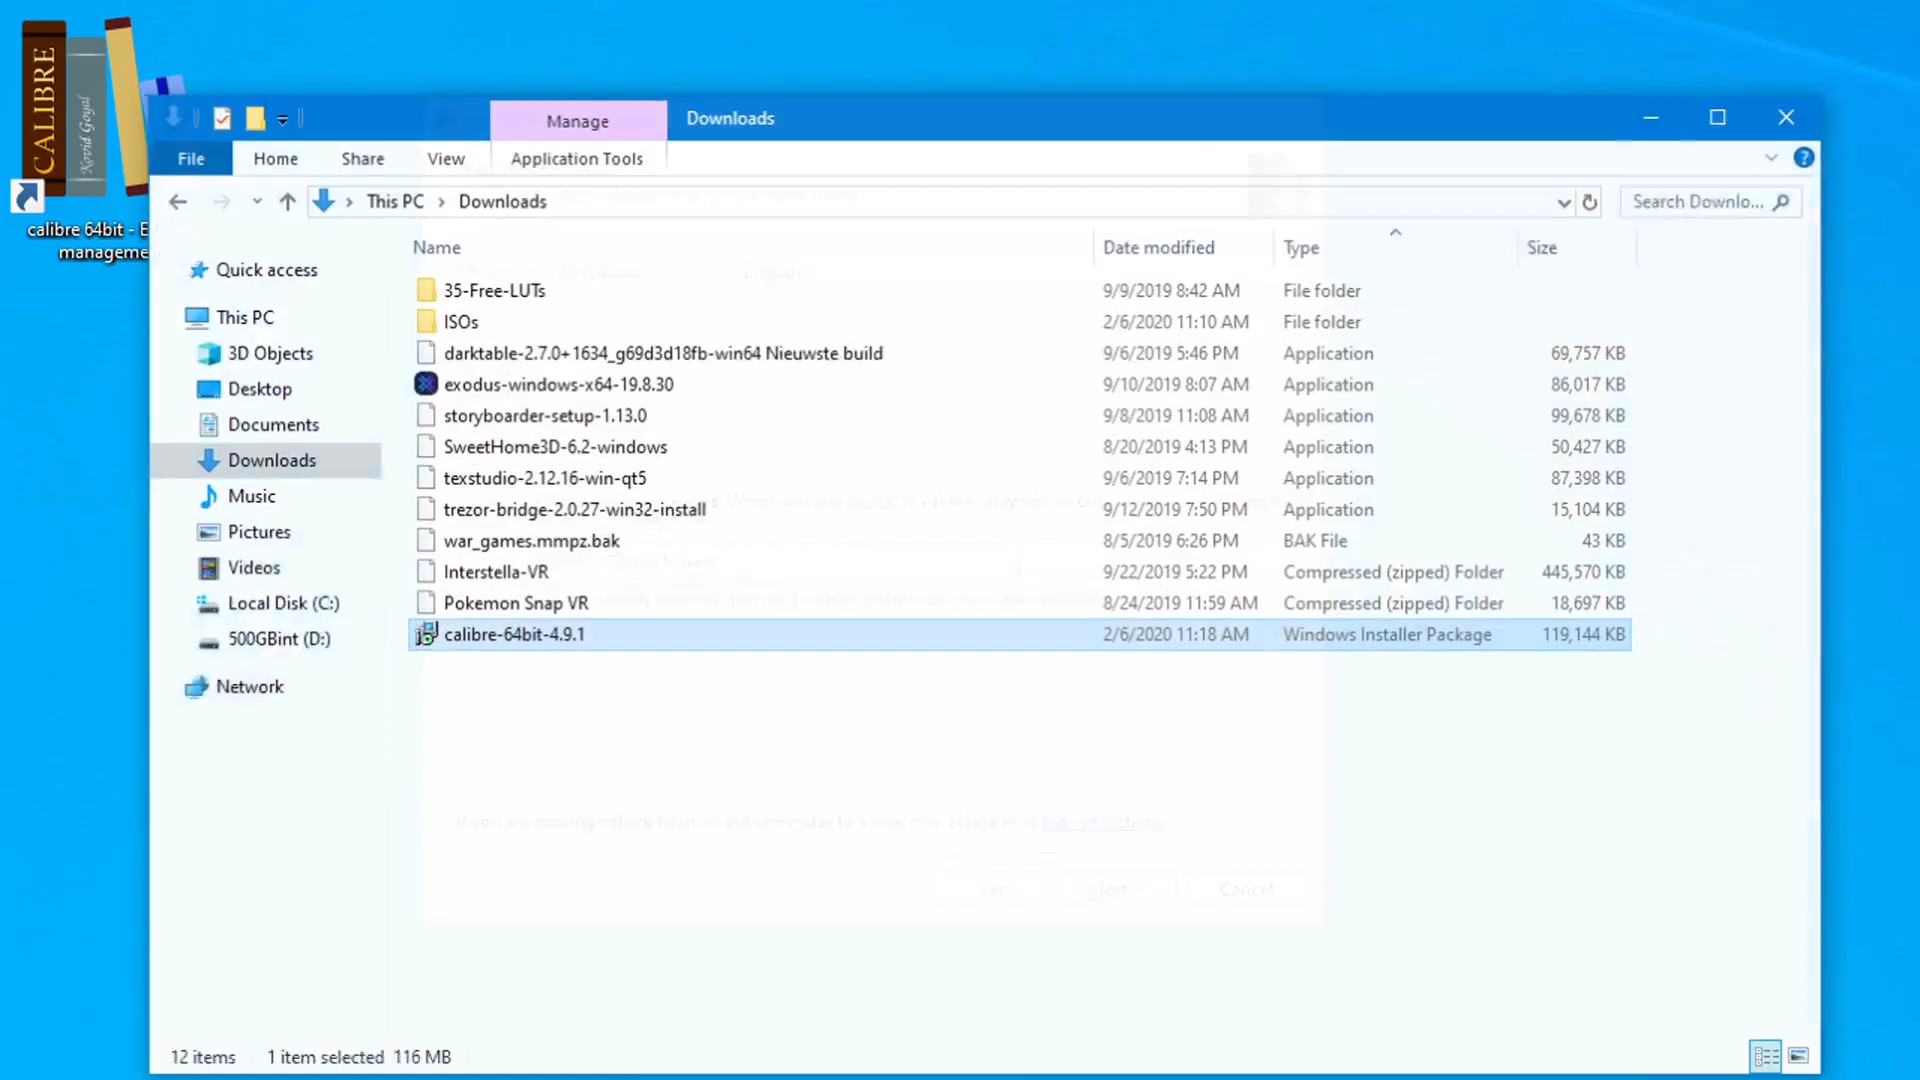 CALIBRE
Kovid Goyal
calibre 64bit - E
manageme
Manage
Downloads
File
Home
Share
View
Application Tools
This PC
Downloads
Search Downlo...
Name
Date modified
Type
Size
Quick access
This PC
3D Objects
Desktop
Documents
Downloads
Music
Pictures
Videos
Local Disk (C:)
500GBint (D:)
Network
35-Free-LUTs 9/9/2019 8:42 AM File folder
ISOs 2/6/2020 11:10 AM File folder
darktable-2.7.0+1634_g69d3d18fb-win64 Nieuwste build 9/6/2019 5:46 PM Application 69,757 KB
exodus-windows-x64-19.8.30 9/10/2019 8:07 AM Application 86,017 KB
storyboarder-setup-1.13.0 9/8/2019 11:08 AM Application 99,678 KB
SweetHome3D-6.2-windows 8/20/2019 4:13 PM Application 50,427 KB
texstudio-2.12.16-win-qt5 9/6/2019 7:14 PM Application 87,398 KB
trezor-bridge-2.0.27-win32-install 9/12/2019 7:50 PM Application 15,104 KB
war_games.mmpz.bak 8/5/2019 6:26 PM BAK File 43 KB
Interstella-VR 9/22/2019 5:22 PM Compressed (zipped) Folder 445,570 KB
Pokemon Snap VR 8/24/2019 11:59 AM Compressed (zipped) Folder 18,697 KB
calibre-64bit-4.9.1 2/6/2020 11:18 AM Windows Installer Package 119,144 KB
Cancel
12 items 1 item selected 116 MB